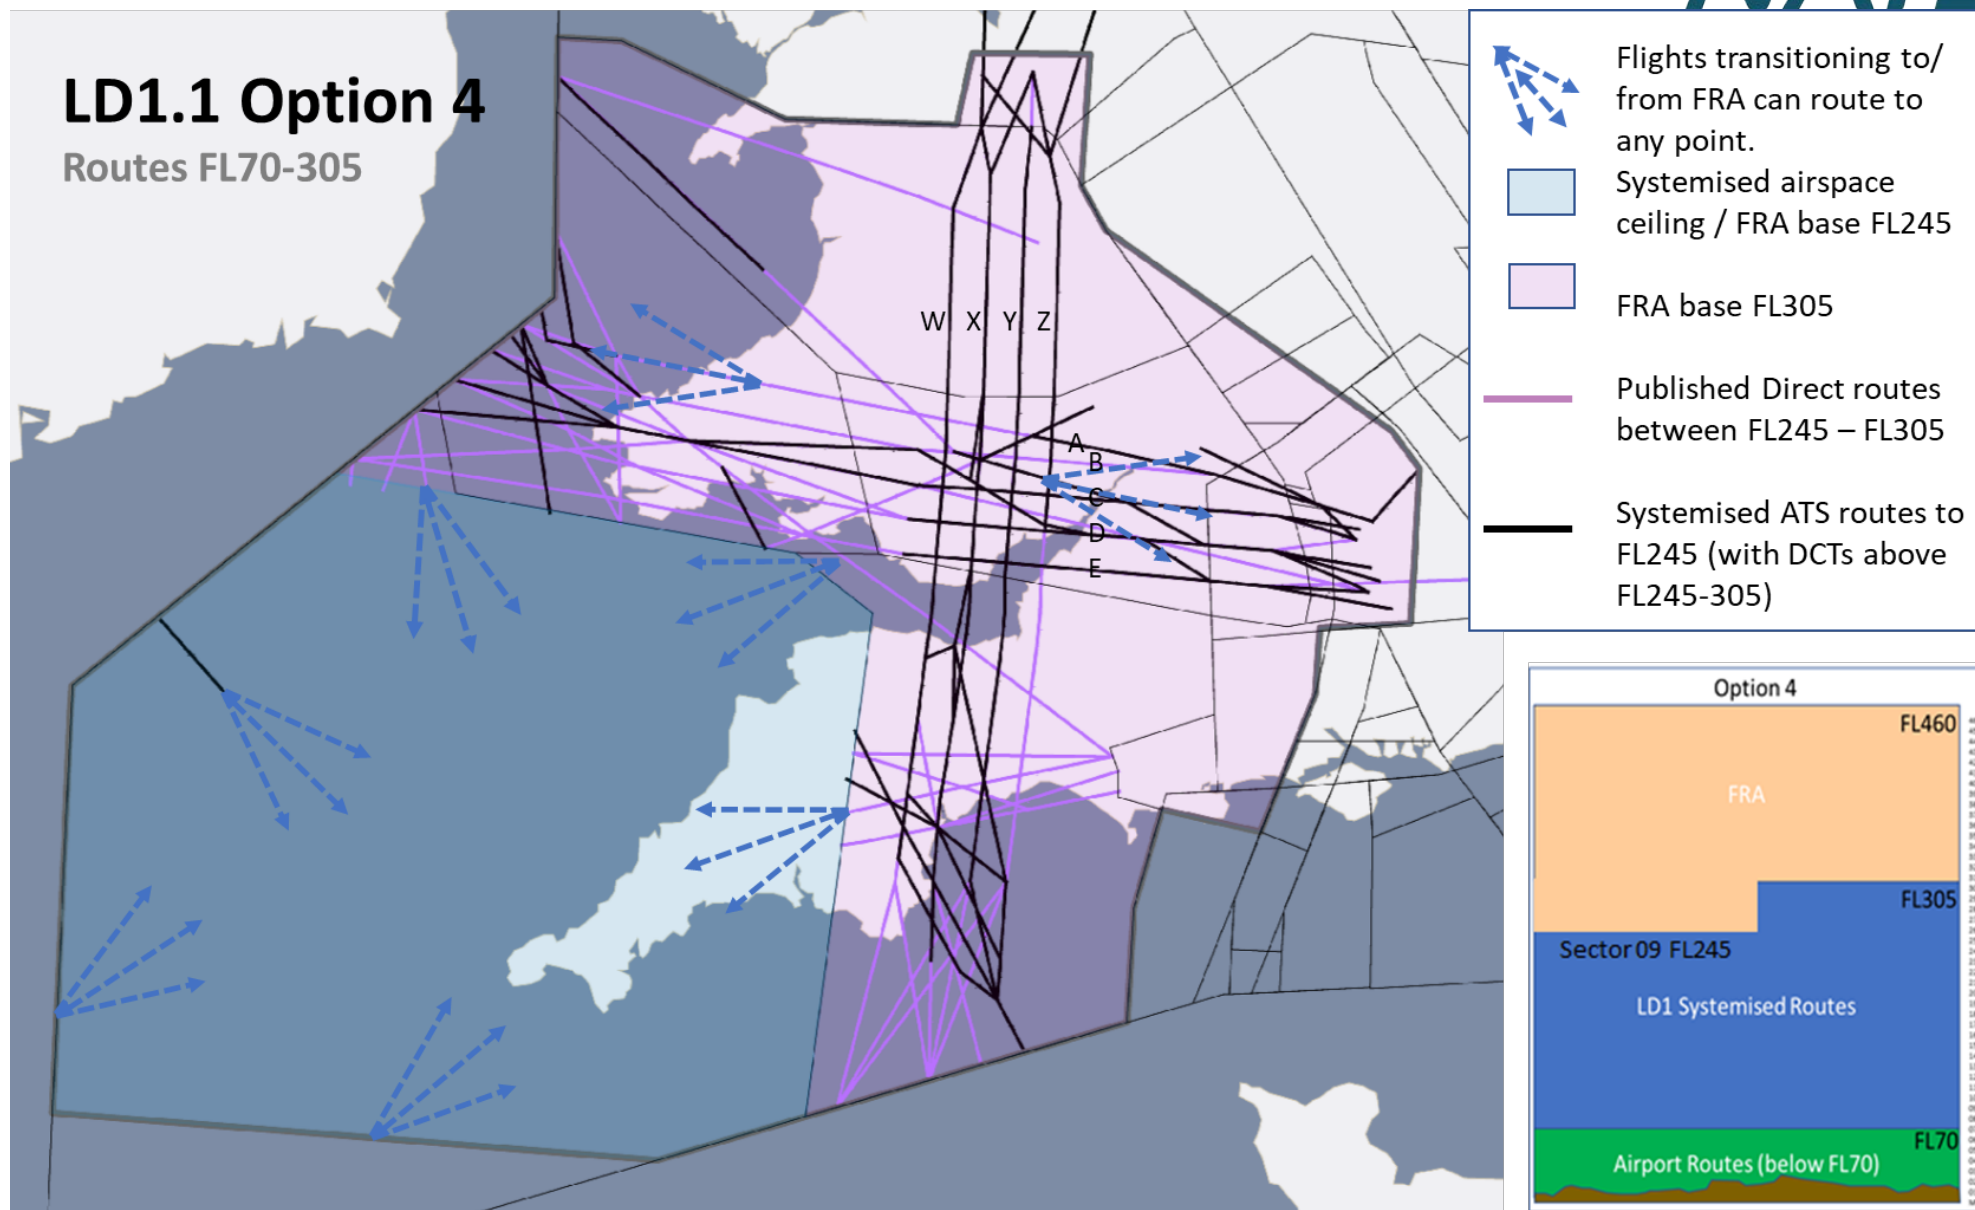 LD1.1 Option 4
Routes FL70-305
W X Y Z
A
B
C
D
E
Flights transitioning to/
from FRA can route to
any point.
Systemised airspace
ceiling / FRA base FL245
FRA base FL305
Published Direct routes
between FL245 – FL305
Systemised ATS routes to
FL245 (with DCTs above
FL245-305)
Option 4
FL460
FRA
FL305
Sector 09 FL245
LD1 Systemised Routes
FL70
Airport Routes (below FL70)